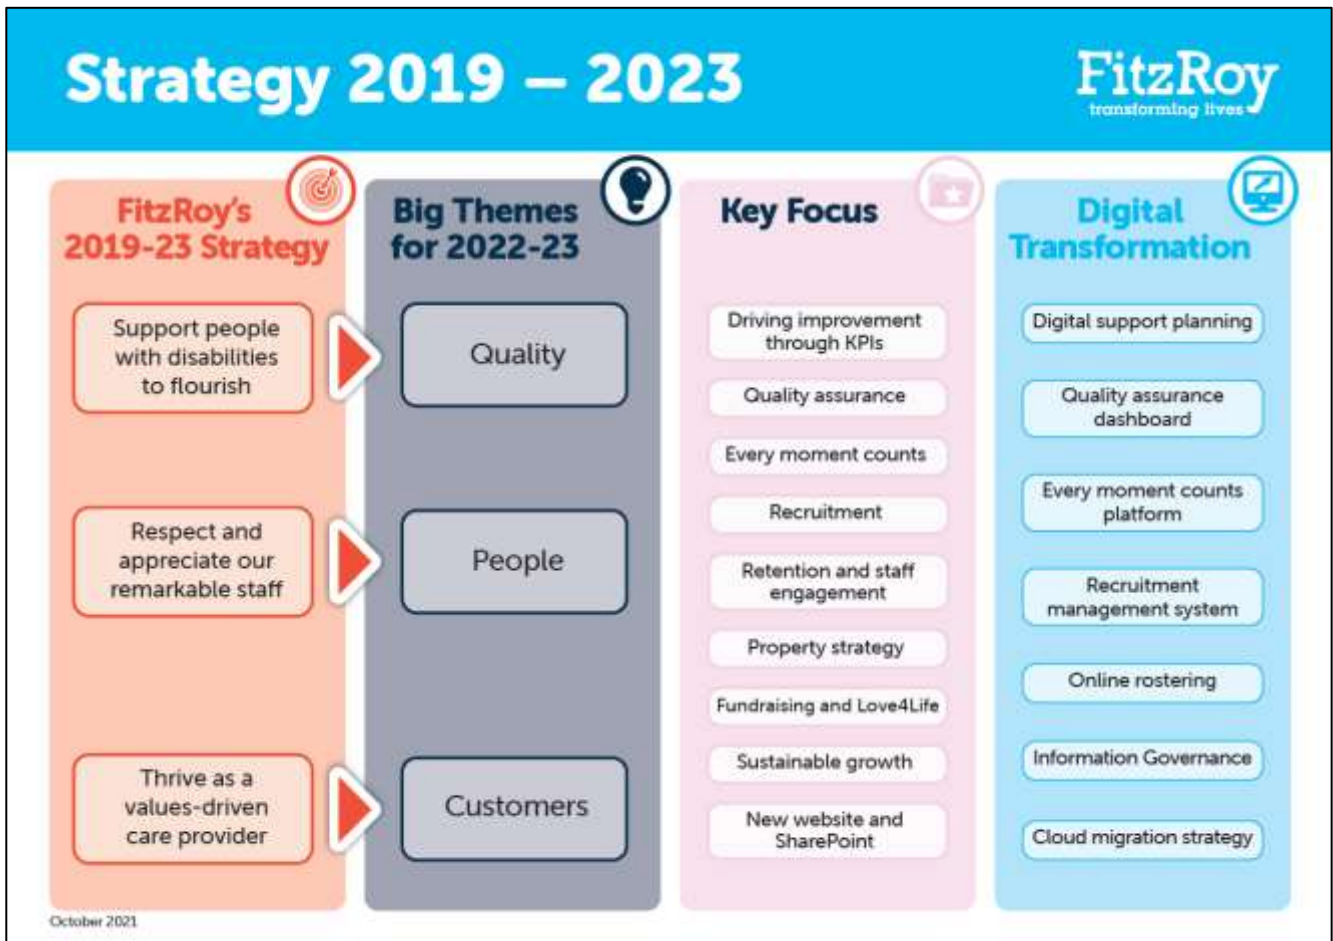 Strategy 2019 – 2023
FitzRoy
transforming lives
FitzRoy's
2019-23 Strategy
Support people
with disabilities
to flourish
Respect and
appreciate our
remarkable staff
Thrive as a
values-driven
care provider
Big Themes
for 2022-23
Quality
People
Customers
Key Focus
Driving improvement
through KPIs
Quality assurance
Every moment counts
Recruitment
Retention and staff
engagement
Property strategy
Fundraising and Love4Life
Sustainable growth
New website and
SharePoint
Digital
Transformation
Digital support planning
Quality assurance
dashboard
Every moment counts
platform
Recruitment
management system
Online rostering
Information Governance
Cloud migration strategy
October 2021